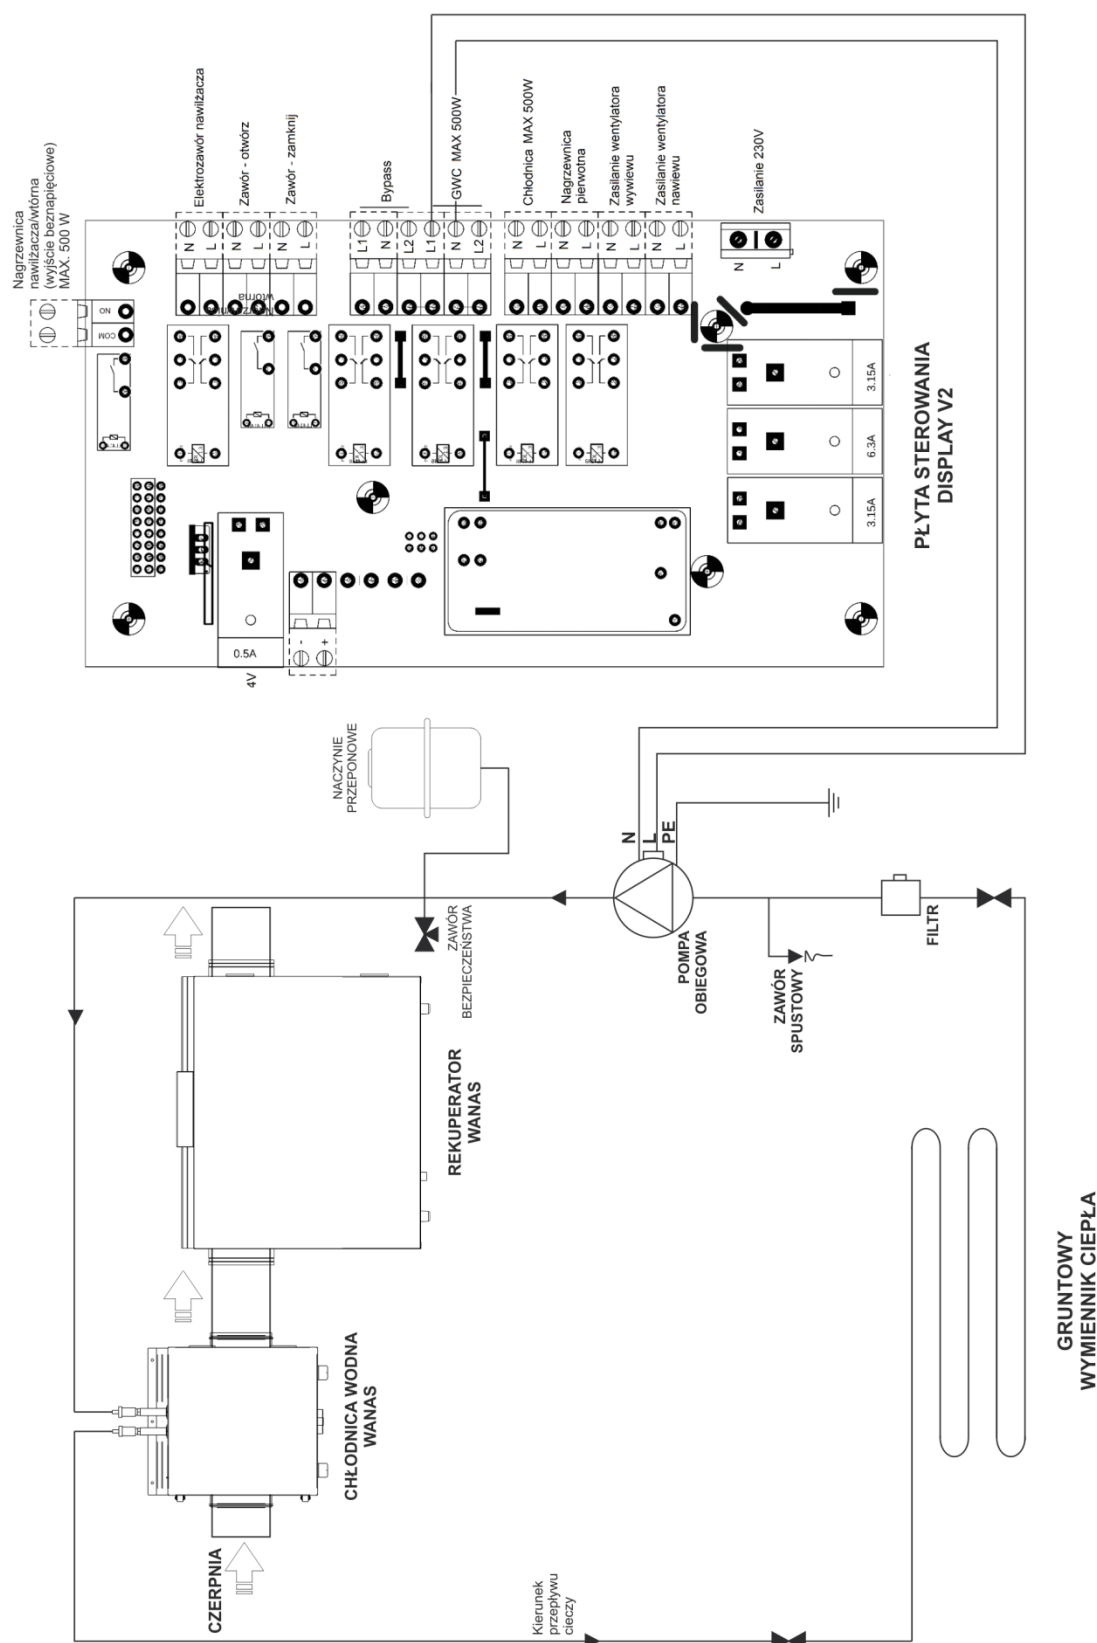 Nagrzewnica
nawilżacza/wtórna
(wyjście beznapięciowe)
MAX. 500 W
NO
COM
Elektrozawór nawilżacza
Zawór - otwórz
Zawór - zamknij
Bypass
GWC MAX 500W
Chłodnica MAX 500W
Nagrzewnica
pierwotna
Zasilanie wentylatora
wywiewu
Zasilanie wentylatora
nawiewu
Zasilanie 230V
N
L
N
L
N
L
L1
N
L2
L1
N
L2
N
L
N
L
N
L
N
L
N
L
Nagrzewnica
wtórna
3.15A
6.3A
3.15A
0.5A
4V
-
+
PŁYTA STEROWANIA
DISPLAY V2
NACZYNIE
PRZEPONOWE
ZAWÓR
BEZPIECZEŃSTWA
N
L
PE
POMPA
OBIEGOWA
ZAWÓR
SPUSTOWY
FILTR
REKUPERATOR
WANAS
CHŁODNICA WODNA
WANAS
CZERPNIA
Kierunek
przepływu
cieczy
GRUNTOWY
WYMIENNIK CIEPŁA